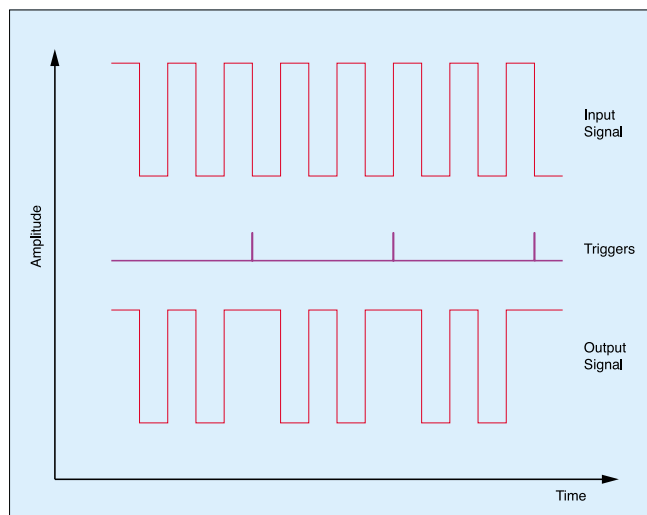 Input
Signal
Amplitude
Triggers
Output
Signal
Time